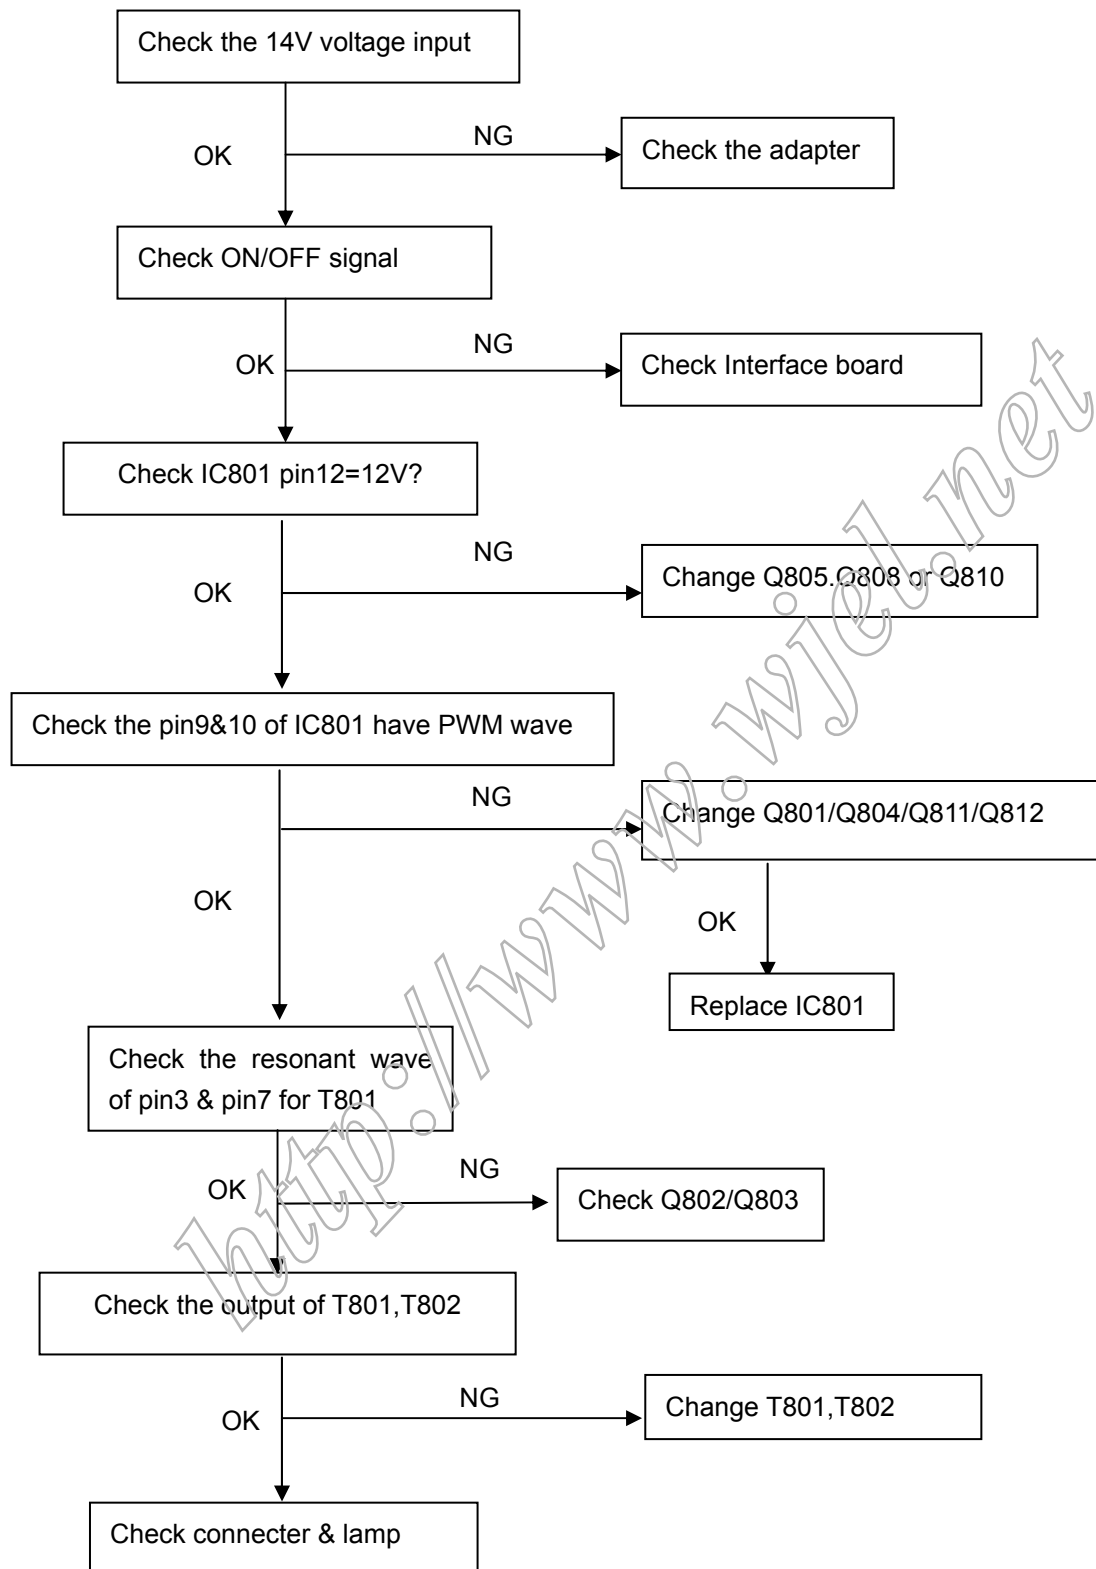 Check the 14V voltage input
NG
OK
Check the adapter
Check ON/OFF signal
NG
OK
Check Interface board
Check IC801 pin12=12V?
NG
OK
Change Q805.Q808 or Q810
Check the pin9&10 of IC801 have PWM wave
NG
Change Q801/Q804/Q811/Q812
OK
OK
Replace IC801
Check the resonant wave
of pin3 & pin7 for T801
NG
OK
Check Q802/Q803
Check the output of T801,T802
NG
OK
Change T801,T802
Check connecter & lamp
http://www.wjel.net